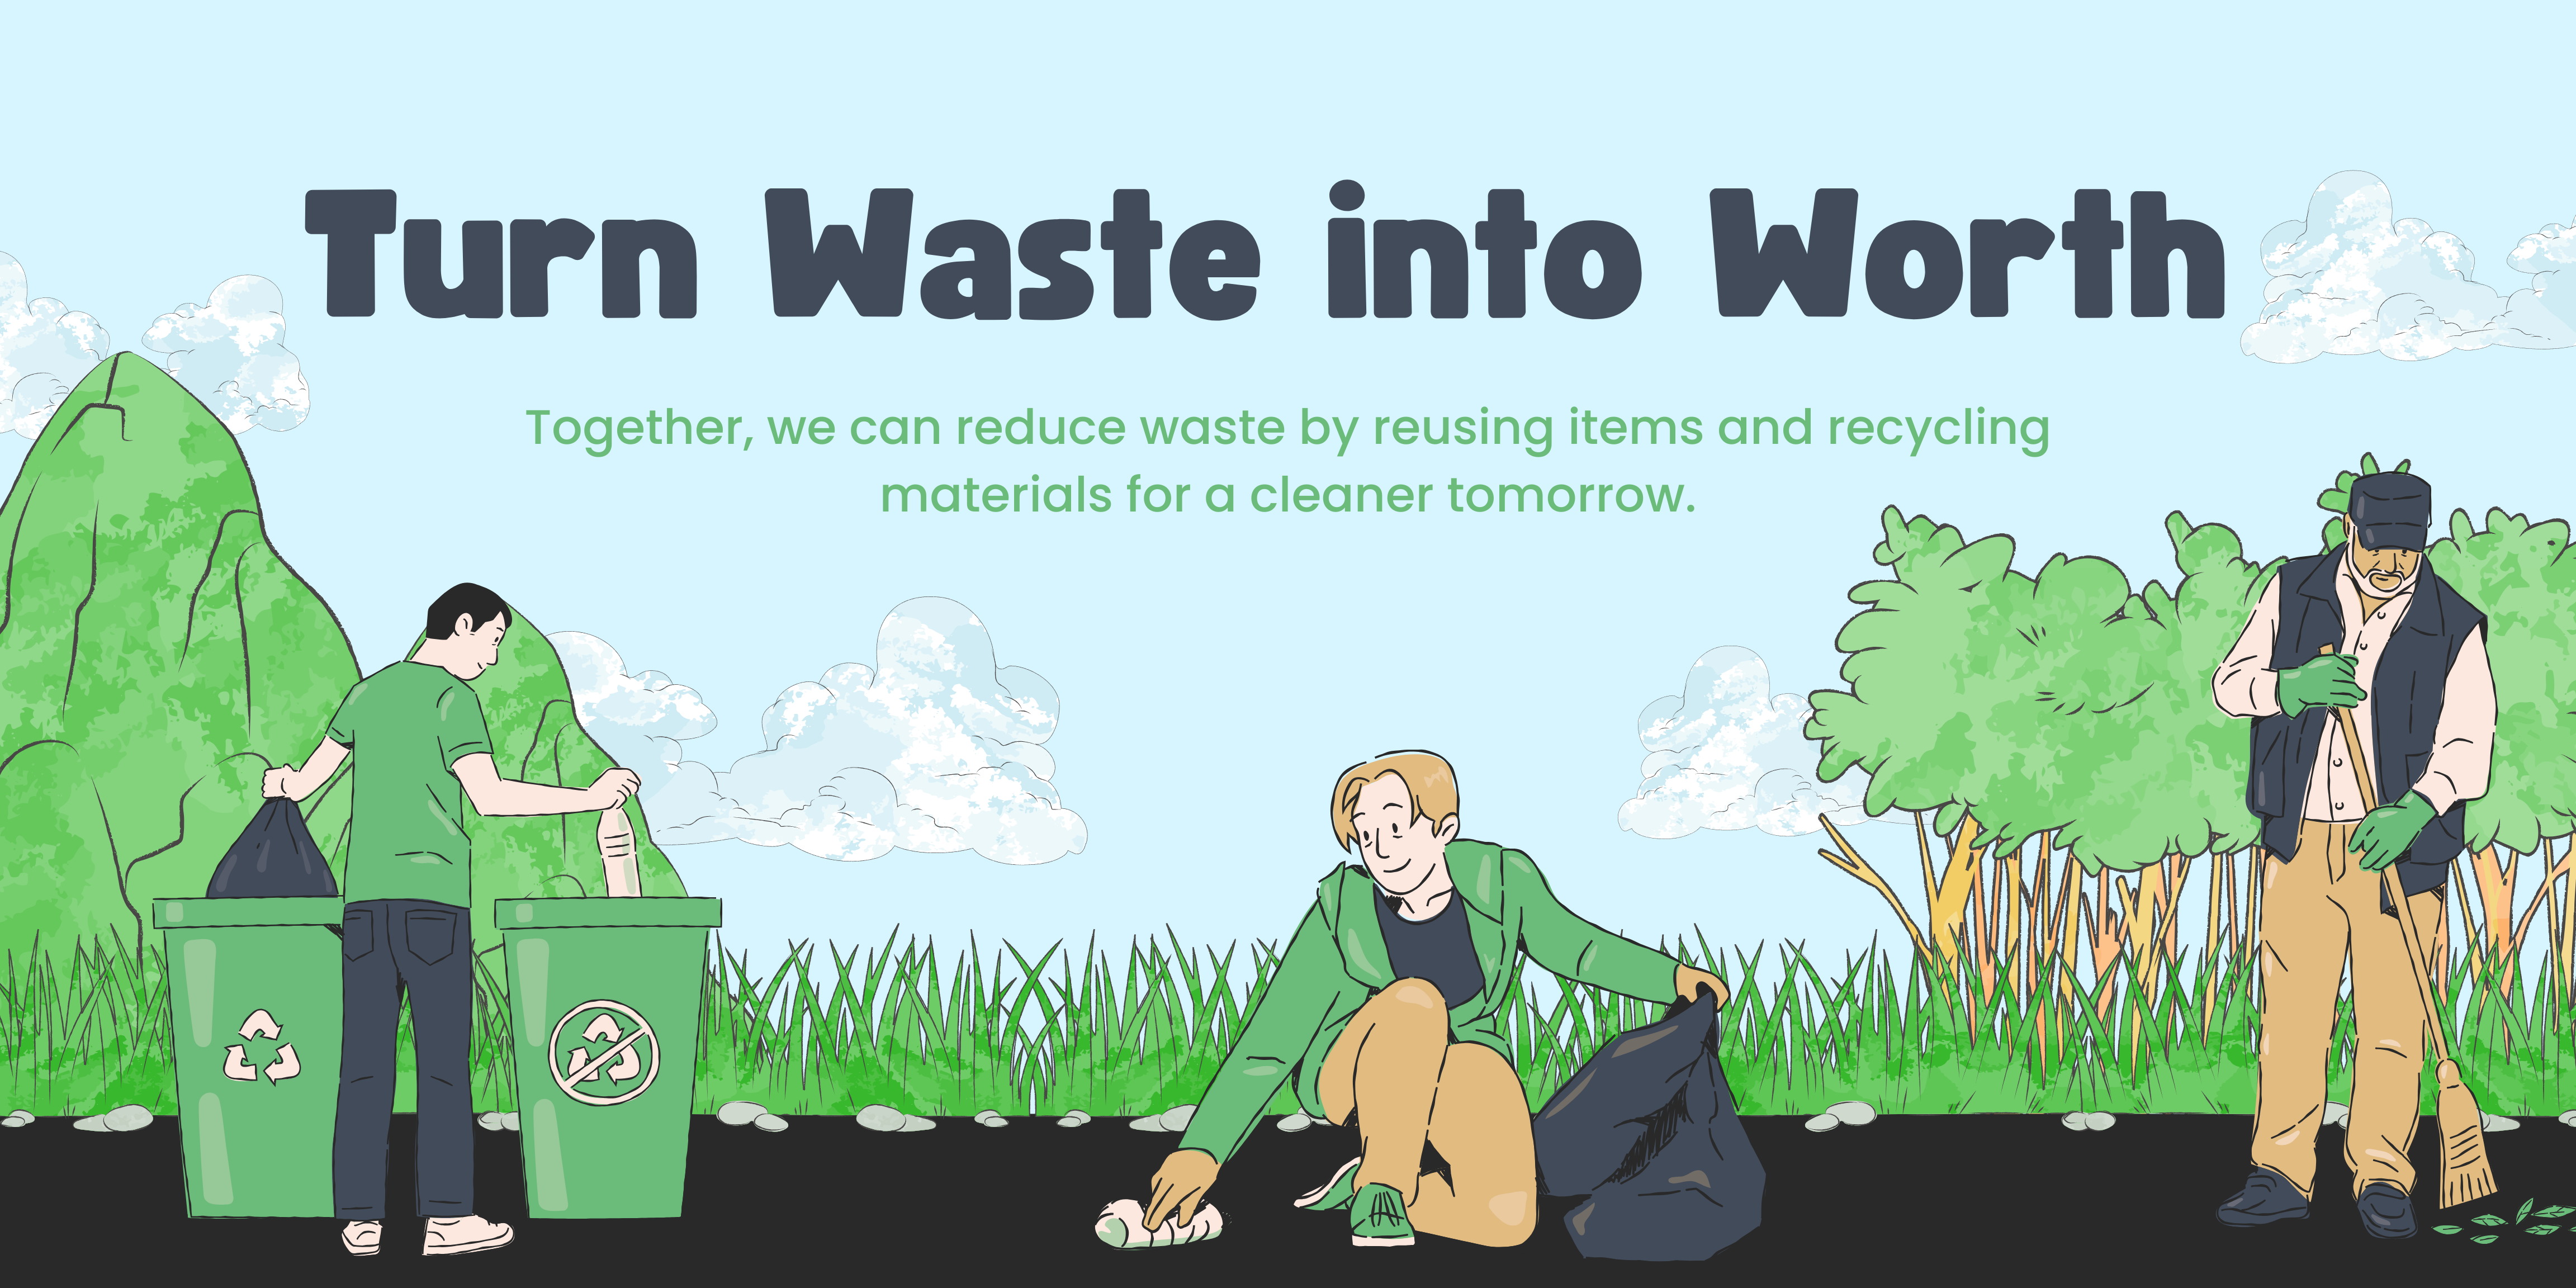 Turn Waste into Worth
Together, we can reduce waste by reusing items and recycling
materials for a cleaner tomorrow.